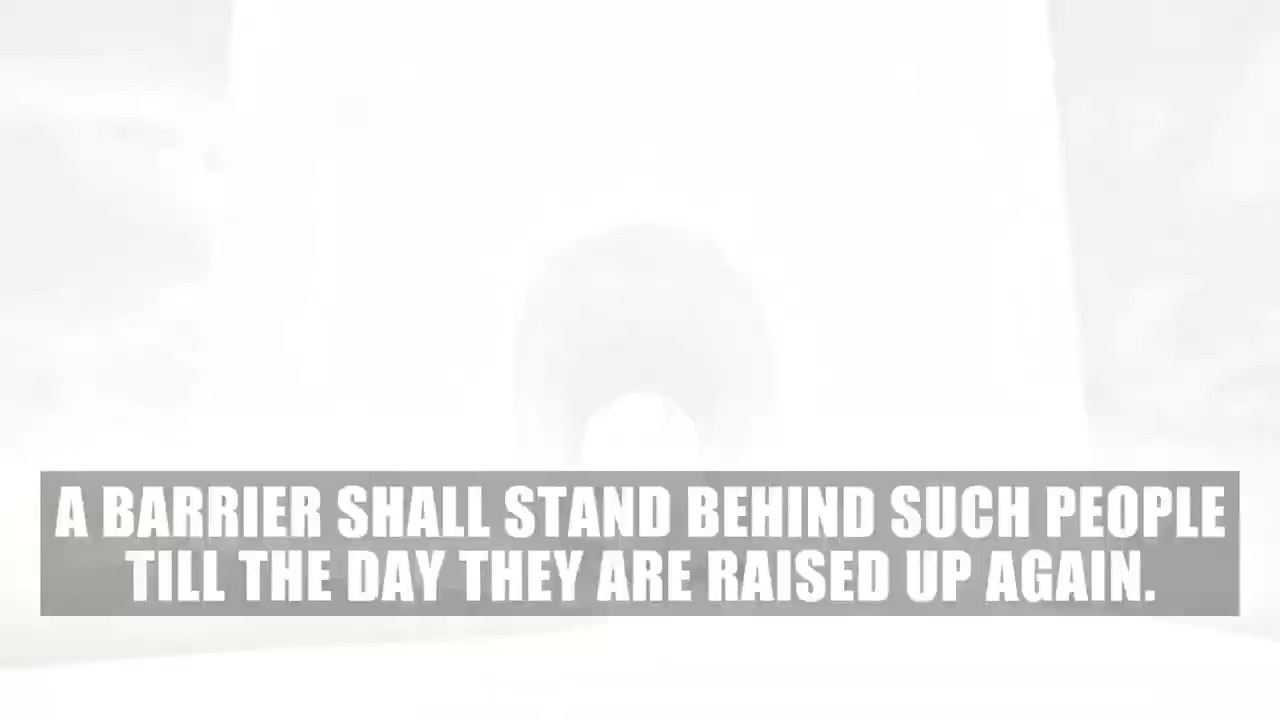 A BARRIER SHALL STAND BEHIND SUCH PEOPLE
TILL THE DAY THEY ARE RAISED UP AGAIN.